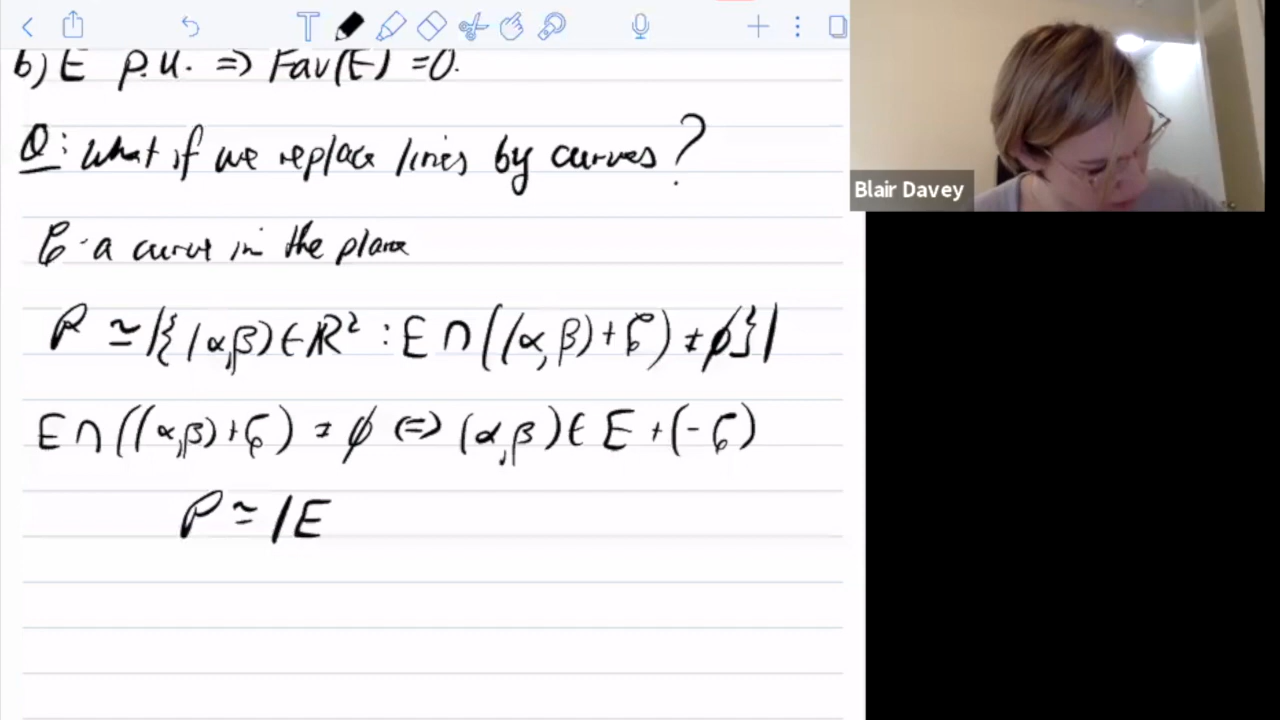 b) E p.u. => Fav(E) = 0.
Q: What if we replace lines by curves?
Blair Davey
𝒞 - a curve in the plane
P ≃ |{(α,β) ∈ ℝ² : E ∩ ((α,β)+𝒞) ≠ ∅}|
E ∩ ((α,β)+𝒞) ≠ ∅ <=> (α,β) ∈ E + (-𝒞)
P ≃ |E